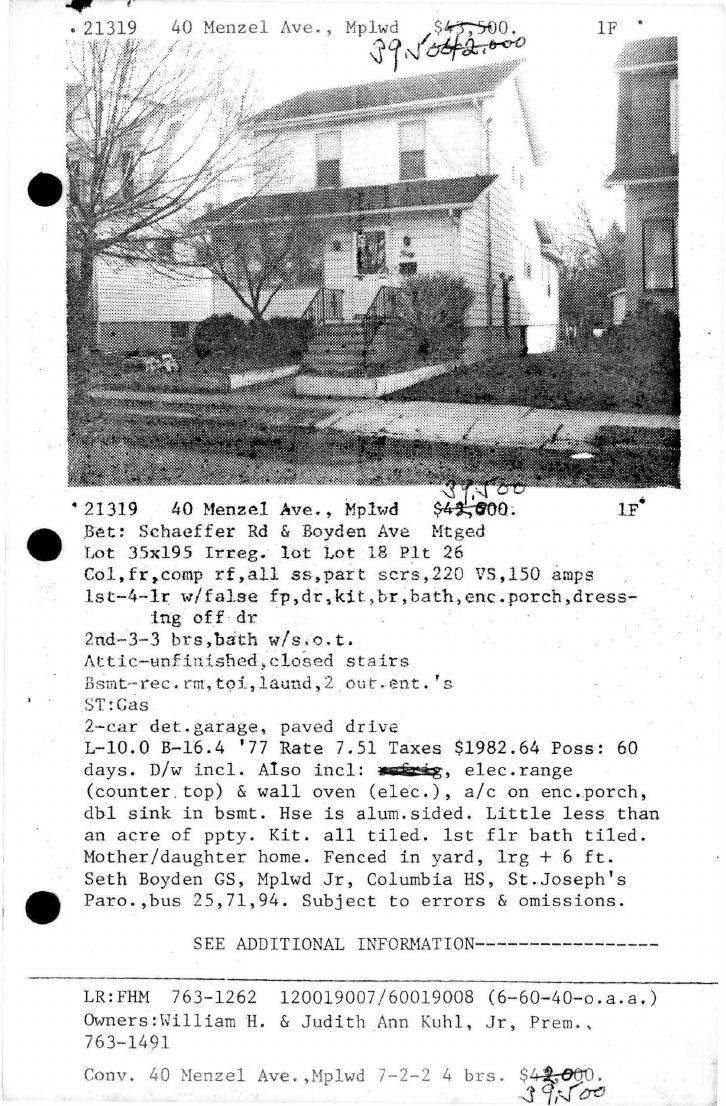 21319 40 Menzel Ave., Mplwd $43,500. 1F
39,500 42,000
39,500
21319 40 Menzel Ave., Mplwd $42,000. 1F
Bet: Schaeffer Rd & Boyden Ave Mtged
Lot 35x195 Irreg. lot Lot 18 Plt 26
Col,fr,comp rf,all ss,part scrs,220 VS,150 amps
1st-4-lr w/false fp,dr,kit,br,bath,enc.porch,dress-
ing off dr
2nd-3-3 brs,bath w/s.o.t.
Attic-unfinished,closed stairs
Bsmt-rec.rm,toi,laund,2 out.ent.'s
ST:Gas
2-car det.garage, paved drive
L-10.0 B-16.4 '77 Rate 7.51 Taxes $1982.64 Poss: 60
days. D/w incl. Also incl: refrig, elec.range
(counter top) & wall oven (elec.), a/c on enc.porch,
dbl sink in bsmt. Hse is alum.sided. Little less than
an acre of ppty. Kit. all tiled. 1st flr bath tiled.
Mother/daughter home. Fenced in yard, lrg + 6 ft.
Seth Boyden GS, Mplwd Jr, Columbia HS, St.Joseph's
Paro.,bus 25,71,94. Subject to errors & omissions.
SEE ADDITIONAL INFORMATION-----------------
LR:FHM 763-1262 120019007/60019008 (6-60-40-o.a.a.)
Owners:William H. & Judith Ann Kuhl, Jr, Prem.,
763-1491
Conv. 40 Menzel Ave.,Mplwd 7-2-2 4 brs. $42,000.
39,500